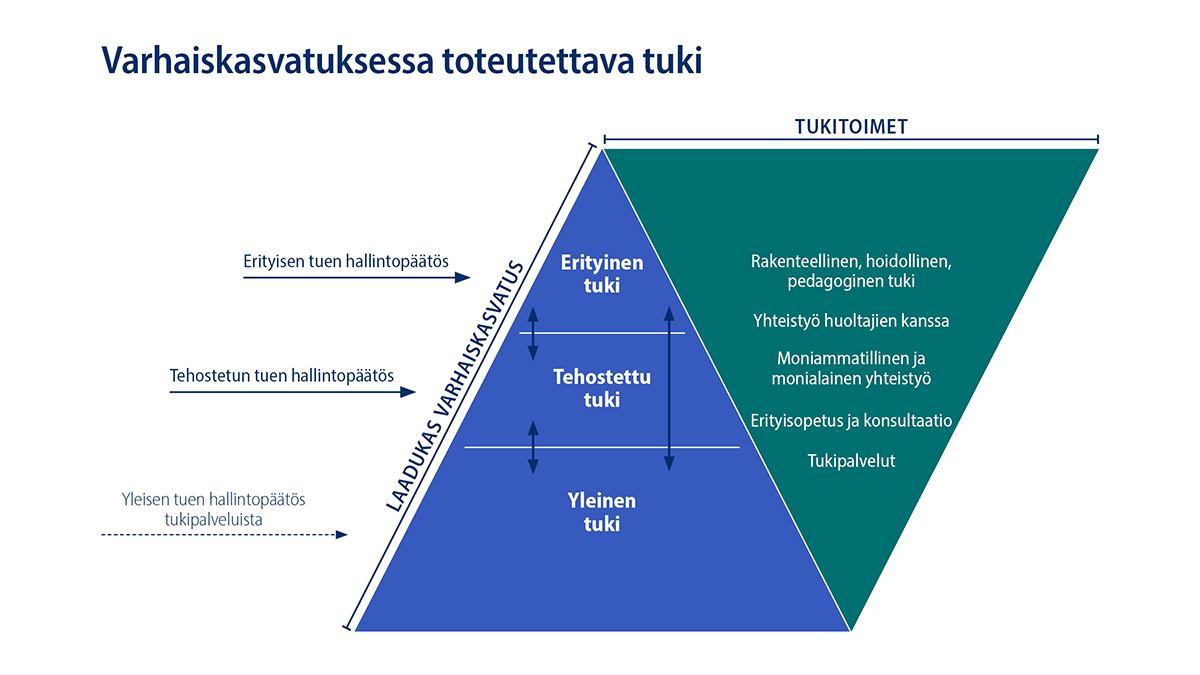 Varhaiskasvatuksessa toteutettava tuki
TUKITOIMET
LAADUKAS VARHAISKASVATUS
Erityisen tuen hallintopäätös
Tehostetun tuen hallintopäätös
Yleisen tuen hallintopäätös
tukipalveluista
Erityinen
tuki
Tehostettu
tuki
Yleinen
tuki
Rakenteellinen, hoidollinen,
pedagoginen tuki
Yhteistyö huoltajien kanssa
Moniammatillinen ja
monialainen yhteistyö
Erityisopetus ja konsultaatio
Tukipalvelut